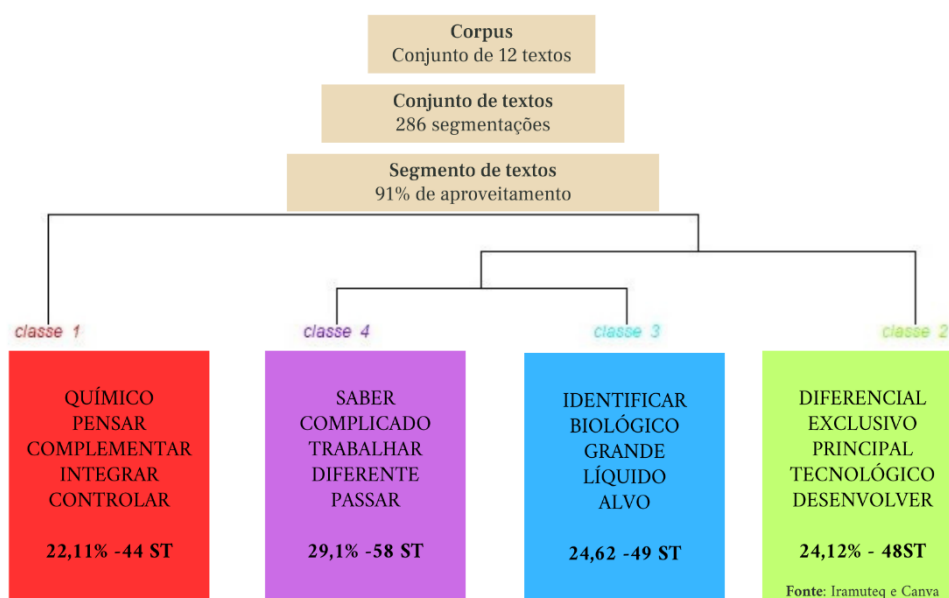 Corpus
Conjunto de 12 textos
Conjunto de textos
286 segmentações
Segmento de textos
91% de aproveitamento
classe 1
classe 4
classe 3
classe 2
QUÍMICO
PENSAR
COMPLEMENTAR
INTEGRAR
CONTROLAR
22,11% -44 ST
SABER
COMPLICADO
TRABALHAR
DIFERENTE
PASSAR
29,1% -58 ST
IDENTIFICAR
BIOLÓGICO
GRANDE
LÍQUIDO
ALVO
24,62 -49 ST
DIFERENCIAL
EXCLUSIVO
PRINCIPAL
TECNOLÓGICO
DESENVOLVER
24,12% - 48ST
Fonte: Iramuteq e Canva